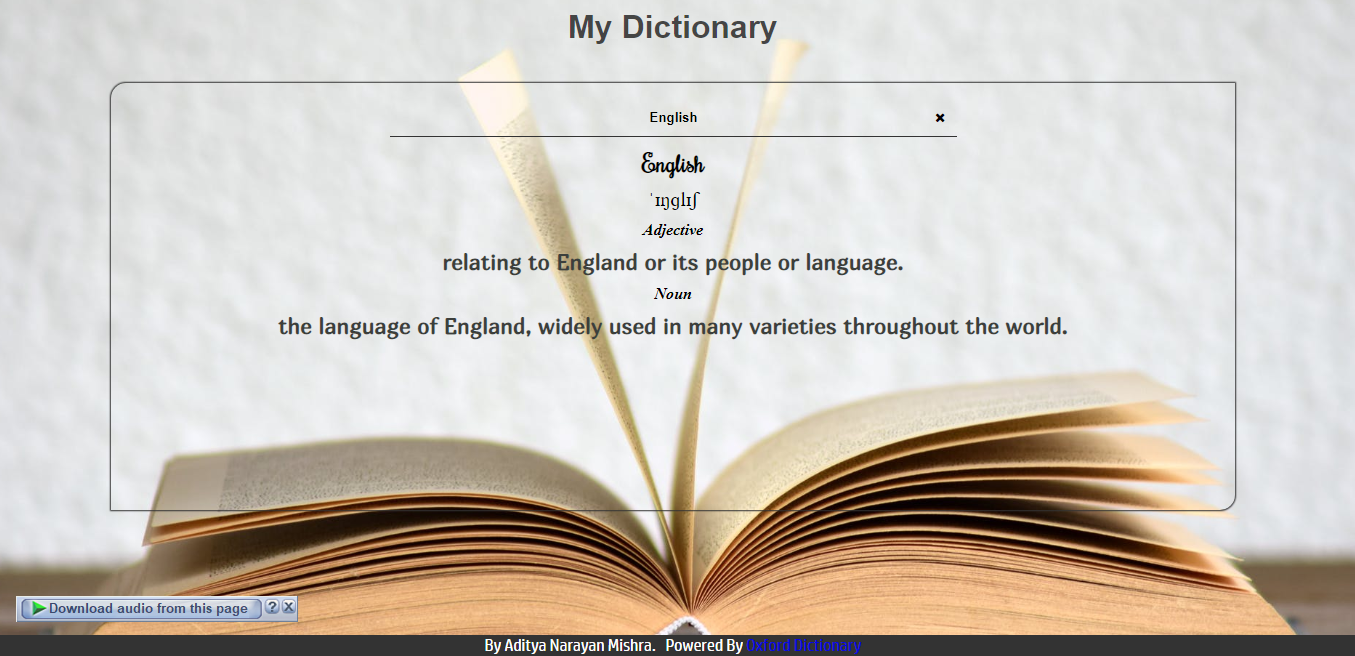 My Dictionary
English ×
English
ˈɪŋɡlɪʃ
Adjective
relating to England or its people or language.
Noun
the language of England, widely used in many varieties throughout the world.
Download audio from this page ? X
By Aditya Narayan Mishra. Powered By Oxford Dictionary